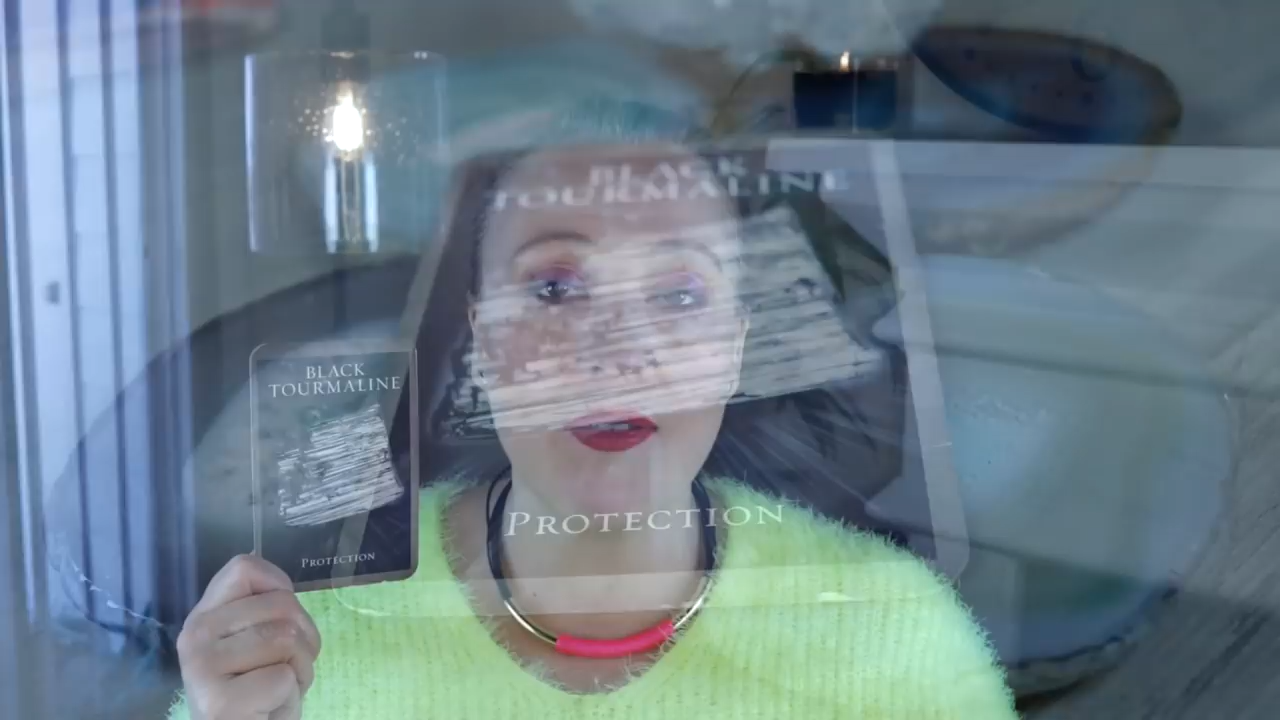 BLACK
TOURMALINE
PROTECTION
BLACK
TOURMALINE
PROTECTION